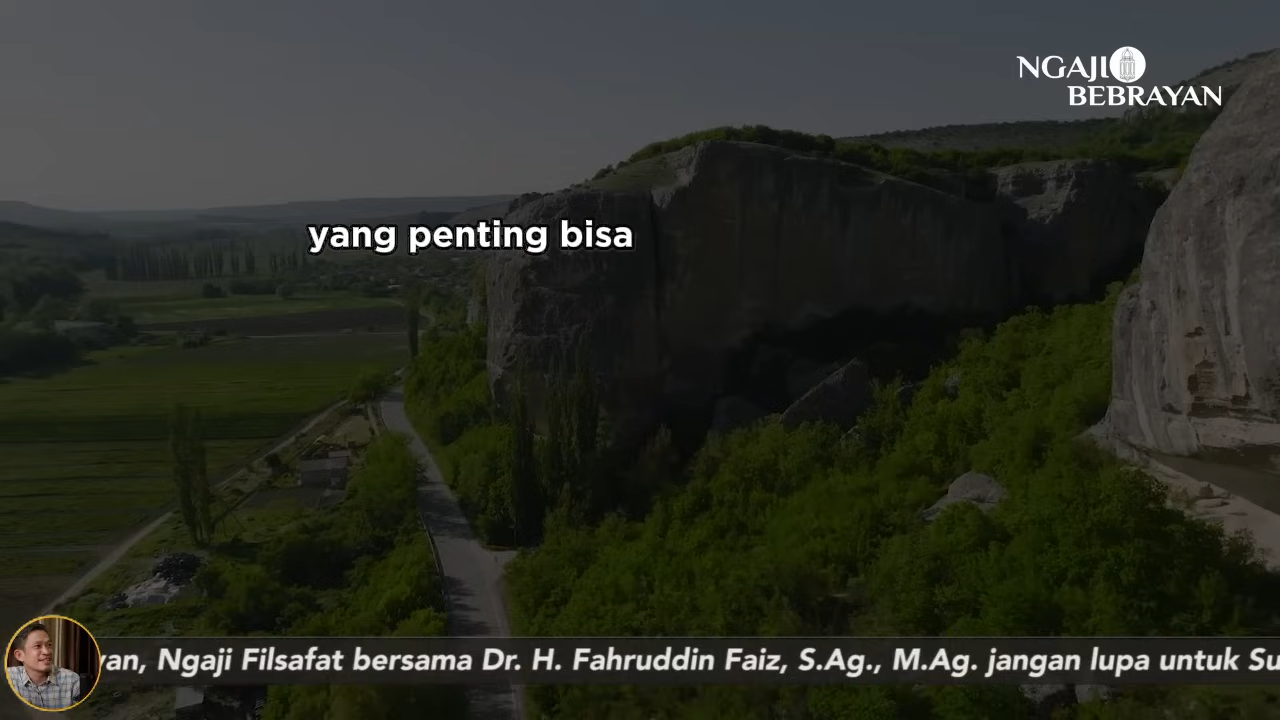 NGAJI
BEBRAYAN
yang penting bisa
yan, Ngaji Filsafat bersama Dr. H. Fahruddin Faiz, S.Ag., M.Ag. jangan lupa untuk Su